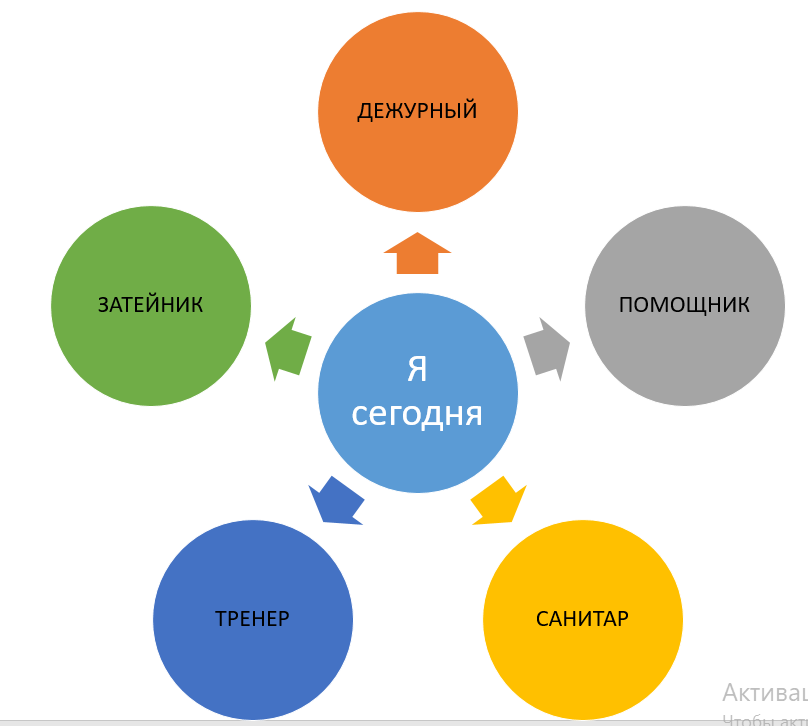 ДЕЖУРНЫЙ
ЗАТЕЙНИК
ПОМОЩНИК
Я
сегодня
ТРЕНЕР
САНИТАР
Активац